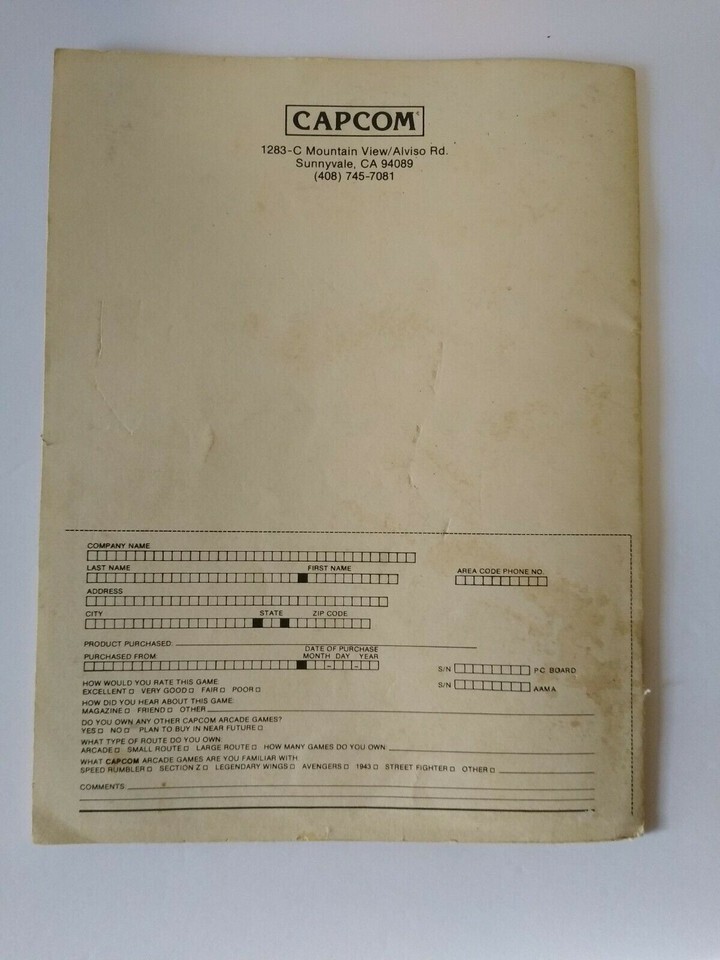 CAPCOM
1283-C Mountain View/Alviso Rd.
Sunnyvale, CA 94089
(408) 745-7081
COMPANY NAME
LAST NAME FIRST NAME AREA CODE PHONE NO.
ADDRESS
CITY STATE ZIP CODE
PRODUCT PURCHASED:
DATE OF PURCHASE
PURCHASED FROM: MONTH DAY YEAR
S/N PC BOARD
S/N AAMA
HOW WOULD YOU RATE THIS GAME:
EXCELLENT □ VERY GOOD □ FAIR □ POOR □
HOW DID YOU HEAR ABOUT THIS GAME:
MAGAZINE □ FRIEND □ OTHER
DO YOU OWN ANY OTHER CAPCOM ARCADE GAMES?
YES □ NO □ PLAN TO BUY IN NEAR FUTURE □
WHAT TYPE OF ROUTE DO YOU OWN:
ARCADE □ SMALL ROUTE □ LARGE ROUTE □ HOW MANY GAMES DO YOU OWN
WHAT CAPCOM ARCADE GAMES ARE YOU FAMILIAR WITH
SPEED RUMBLER □ SECTION Z □ LEGENDARY WINGS □ AVENGERS □ 1943 □ STREET FIGHTER □ OTHER □
COMMENTS: